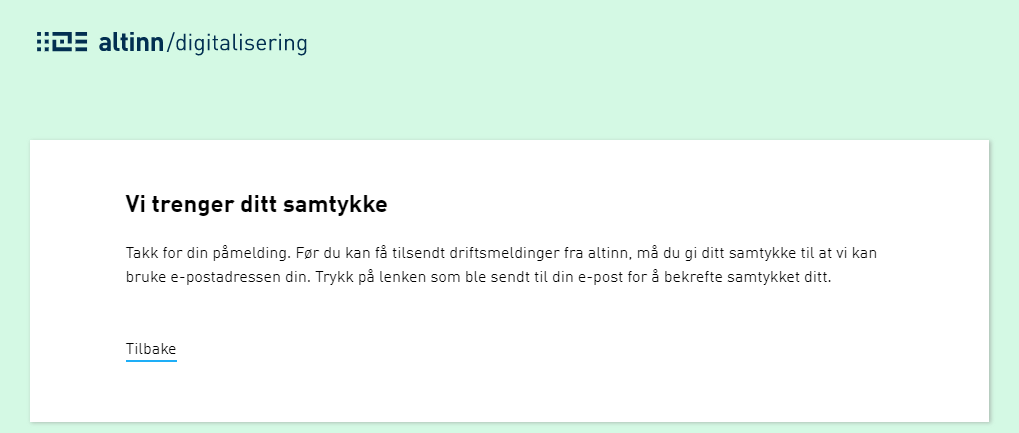 altinn/digitalisering
Vi trenger ditt samtykke
Takk for din påmelding. Før du kan få tilsendt driftsmeldinger fra altinn, må du gi ditt samtykke til at vi kan
bruke e-postadressen din. Trykk på lenken som ble sendt til din e-post for å bekrefte samtykket ditt.
Tilbake